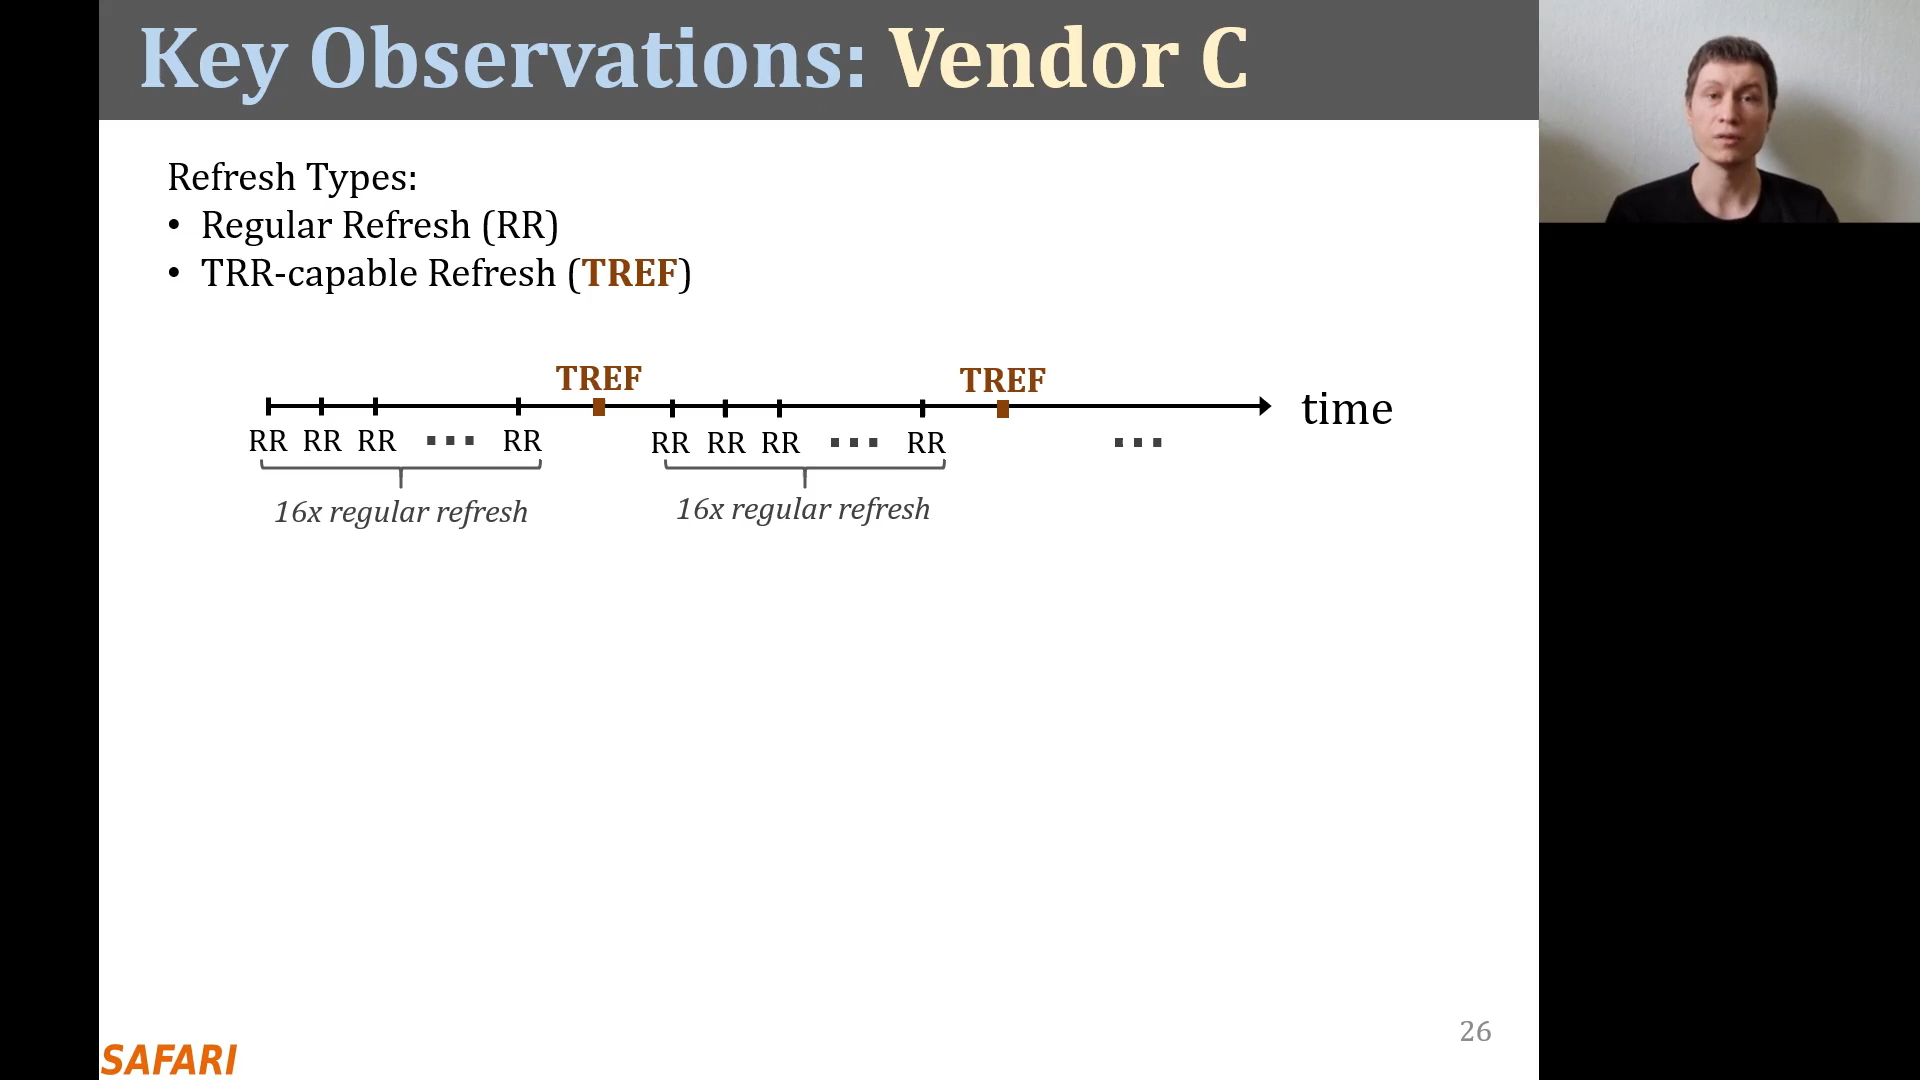 Key Observations: Vendor C
Refresh Types:
• Regular Refresh (RR)
• TRR-capable Refresh (TREF)
TREF TREF
time
RR RR RR ... RR RR RR RR ... RR ...
16x regular refresh 16x regular refresh
26
SAFARI